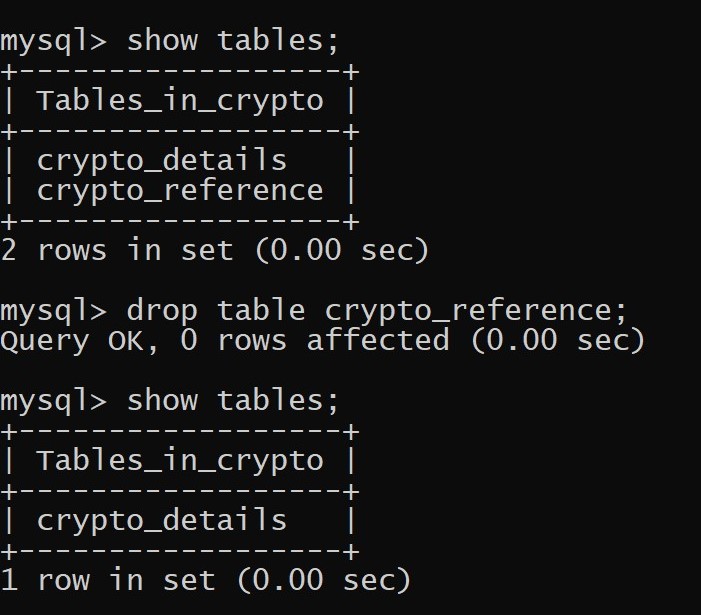 mysql> show tables;
+------------------+
| Tables_in_crypto |
+------------------+
| crypto_details   |
| crypto_reference |
+------------------+
2 rows in set (0.00 sec)
mysql> drop table crypto_reference;
Query OK, 0 rows affected (0.00 sec)
mysql> show tables;
+------------------+
| Tables_in_crypto |
+------------------+
| crypto_details   |
+------------------+
1 row in set (0.00 sec)